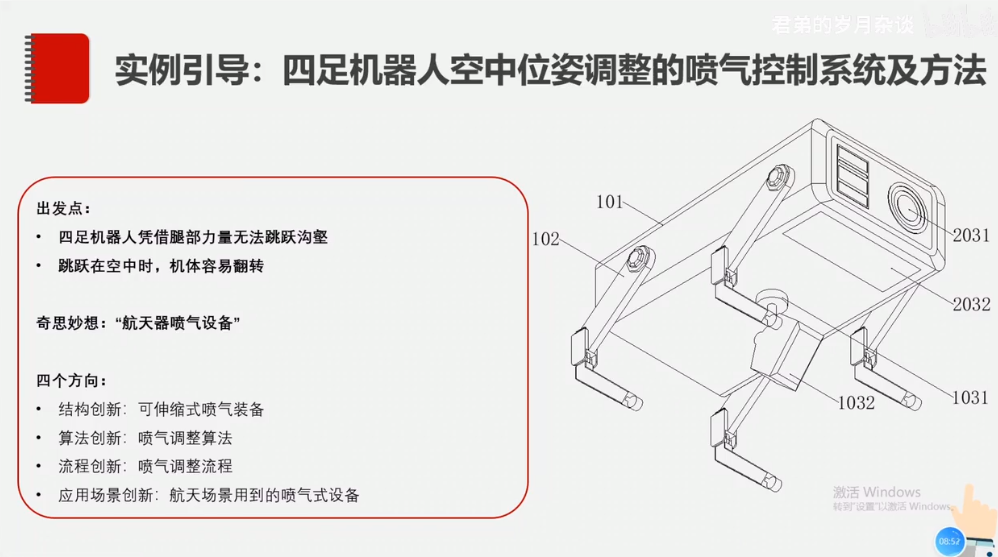 君弟的岁月杂谈
bilibili
实例引导：四足机器人空中位姿调整的喷气控制系统及方法
出发点：
• 四足机器人凭借腿部力量无法跳跃沟壑
• 跳跃在空中时，机体容易翻转
奇思妙想：“航天器喷气设备”
四个方向：
• 结构创新：可伸缩式喷气装备
• 算法创新：喷气调整算法
• 流程创新：喷气调整流程
• 应用场景创新：航天场景用到的喷气式设备
101
102
2031
2032
1031
1032
激活 Windows
转到“设置”以激活 Windows。
08:52